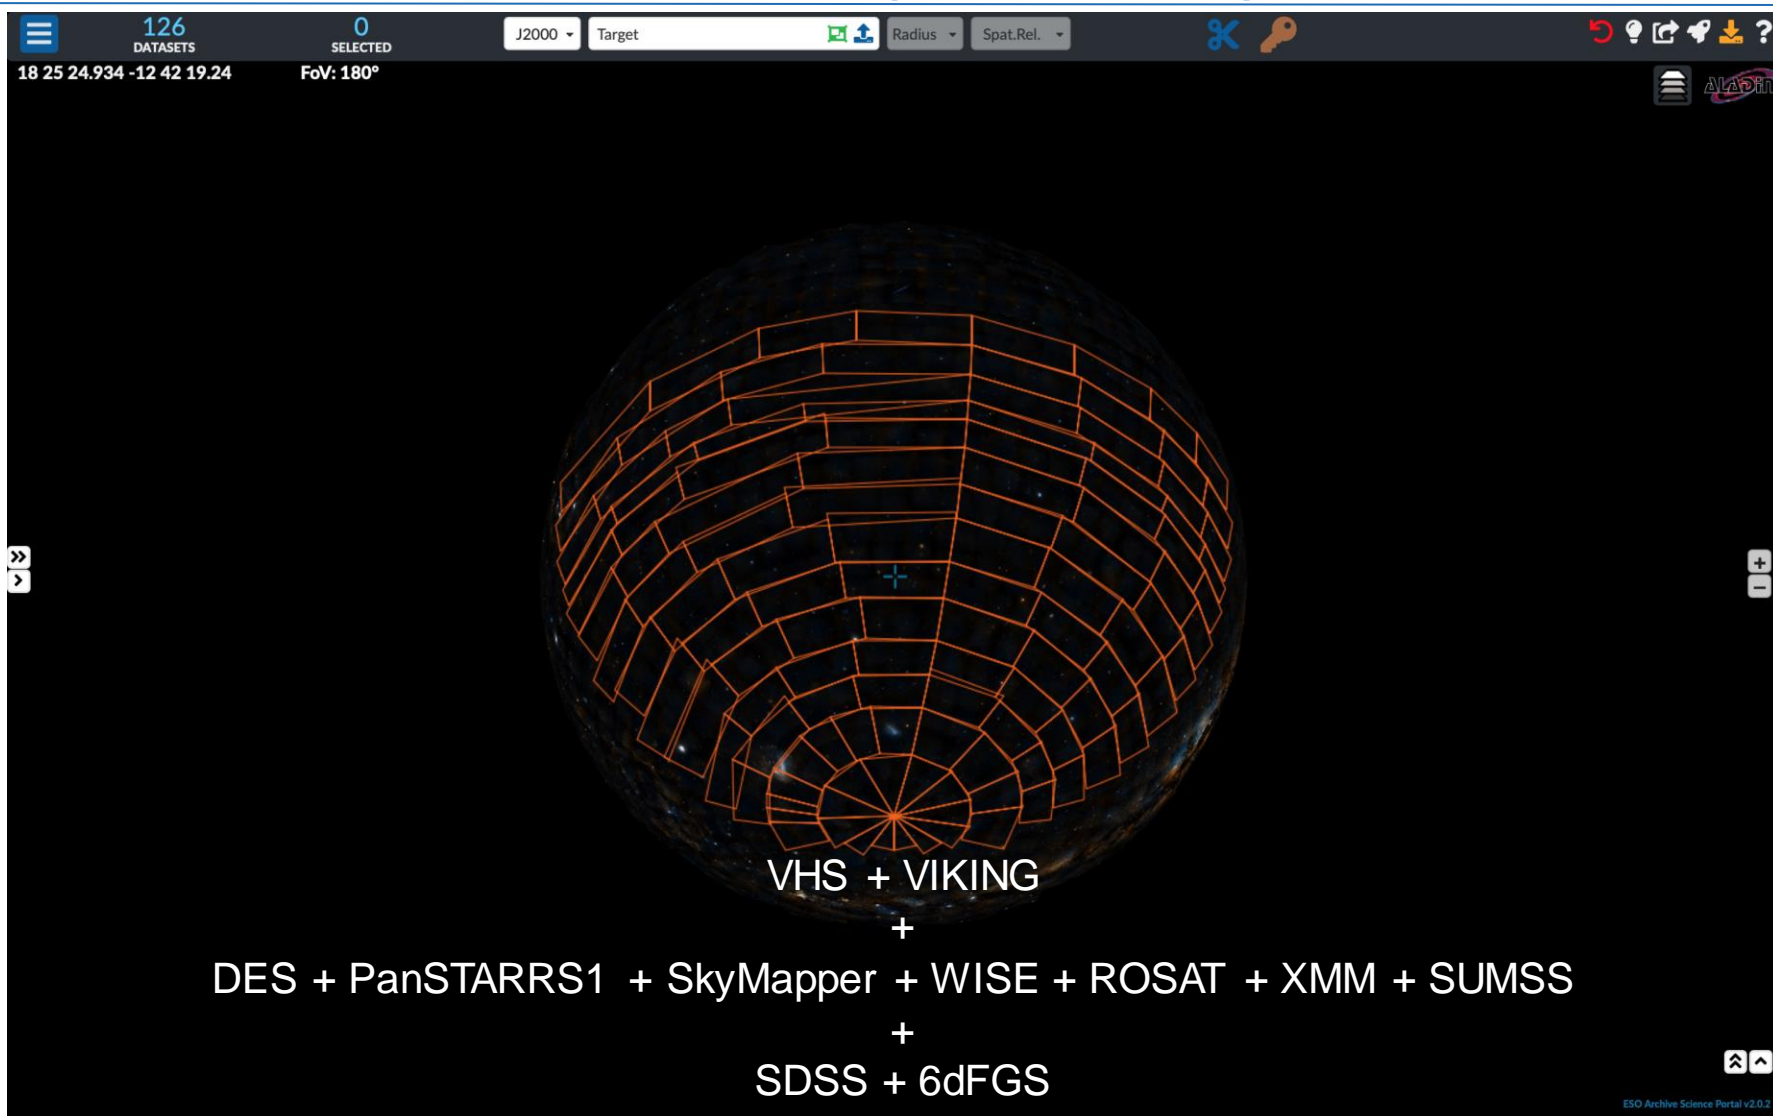 126
DATASETS
0
SELECTED
J2000
Target
Radius
Spat.Rel.
18 25 24.934 -12 42 19.24
FoV: 180°
ALADIN
VHS + VIKING
+
DES + PanSTARRS1 + SkyMapper + WISE + ROSAT + XMM + SUMSS
+
SDSS + 6dFGS
ESO Archive Science Portal v2.0.2